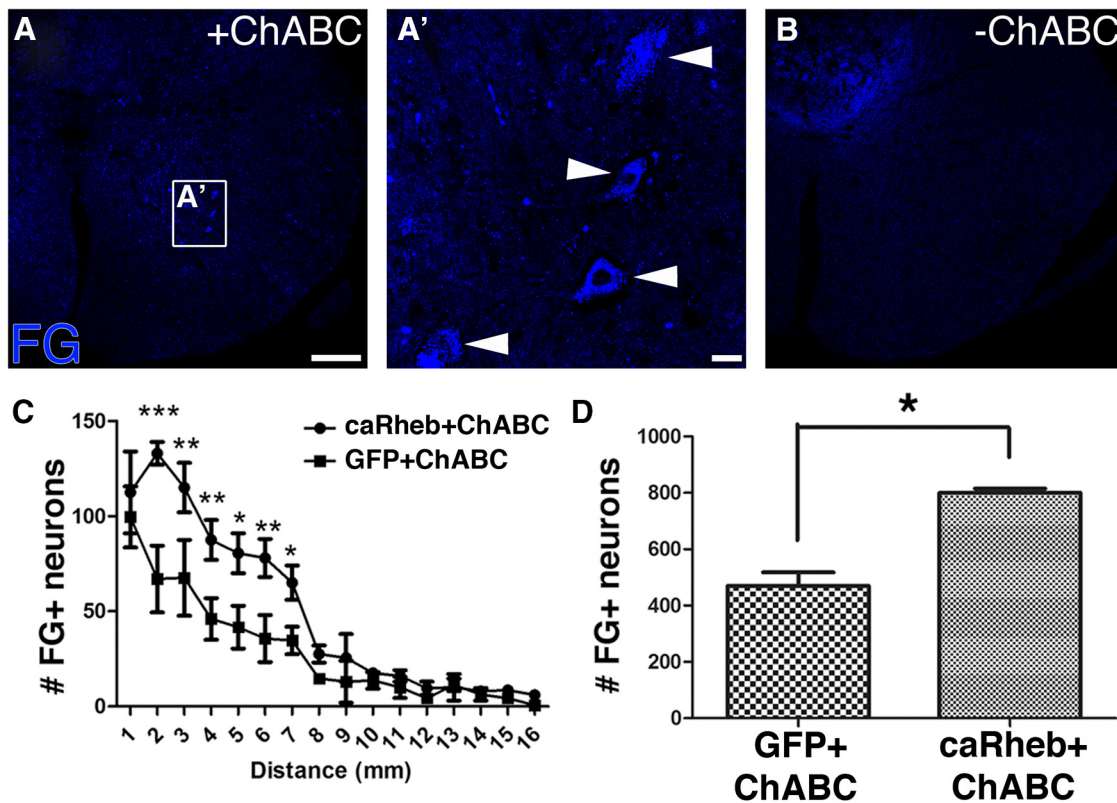 A +ChABC
A'
FG
A'
B -ChABC
C
# FG+ neurons
150
100
50
0
***
**
**
*
**
*
caRheb+ChABC
GFP+ChABC
1 2 3 4 5 6 7 8 9 10 11 12 13 14 15 16
Distance (mm)
D
# FG+ neurons
1000
800
600
400
200
0
*
GFP+
ChABC
caRheb+
ChABC